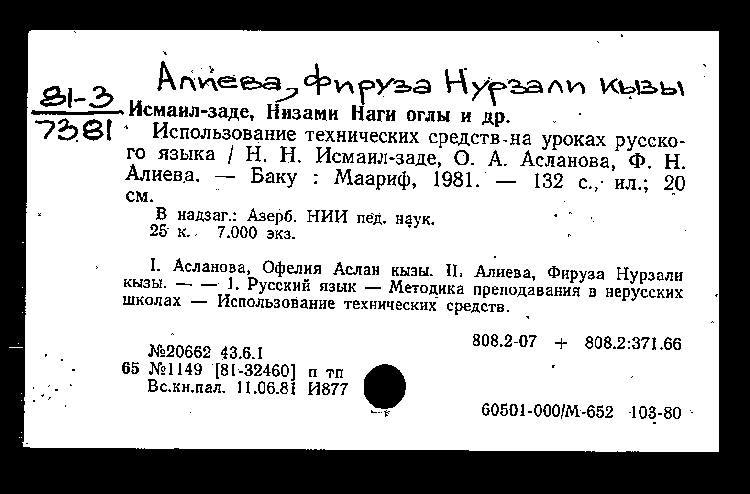 Алиева, Фируза Нурзали кызы
81-3
7381
Исмаил-заде, Низами Наги оглы и др.
Использование технических средств на уроках русско-
го языка / Н. Н. Исмаил-заде, О. А. Асланова, Ф. Н.
Алиева. — Баку : Маариф, 1981. — 132 с., ил.; 20
см.
В надзаг.: Азерб. НИИ пед. наук.
25 к. 7.000 экз.
I. Асланова, Офелия Аслан кызы. II. Алиева, Фируза Нурзали
кызы. — — 1. Русский язык — Методика преподавания в нерусских
школах — Использование технических средств.
808.2-07 + 808.2:371.66
№20662 43.6.1
65 №1149 [81-32460] п тп
Вс.кн.пал. 11.06.81 И877
60501-000/М-652 103-80